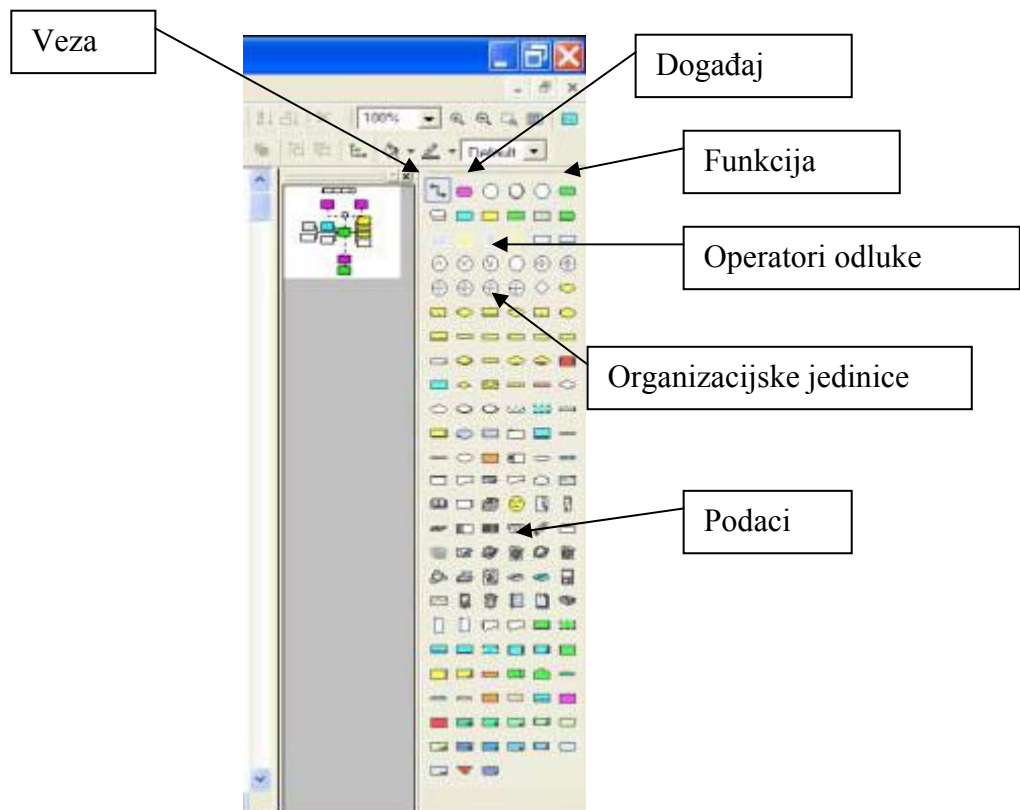 Veza
Događaj
100%
Default
Funkcija
Operatori odluke
Organizacijske jedinice
Podaci